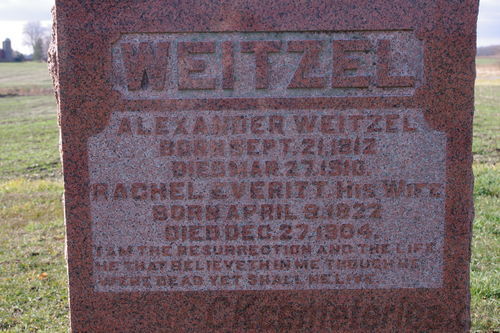 WEITZEL
ALEXANDER WEITZEL
BORN SEPT. 21, 1812
DIED MAR. 27, 1910.
RACHEL EVERITT, HIS WIFE
BORN APRIL 9, 1822
DIED DEC. 27, 1904.
I AM THE RESURRECTION AND THE LIFE
HE THAT BELIEVETH IN ME THROUGH HE
WERE DEAD YET SHALL HE LIVE